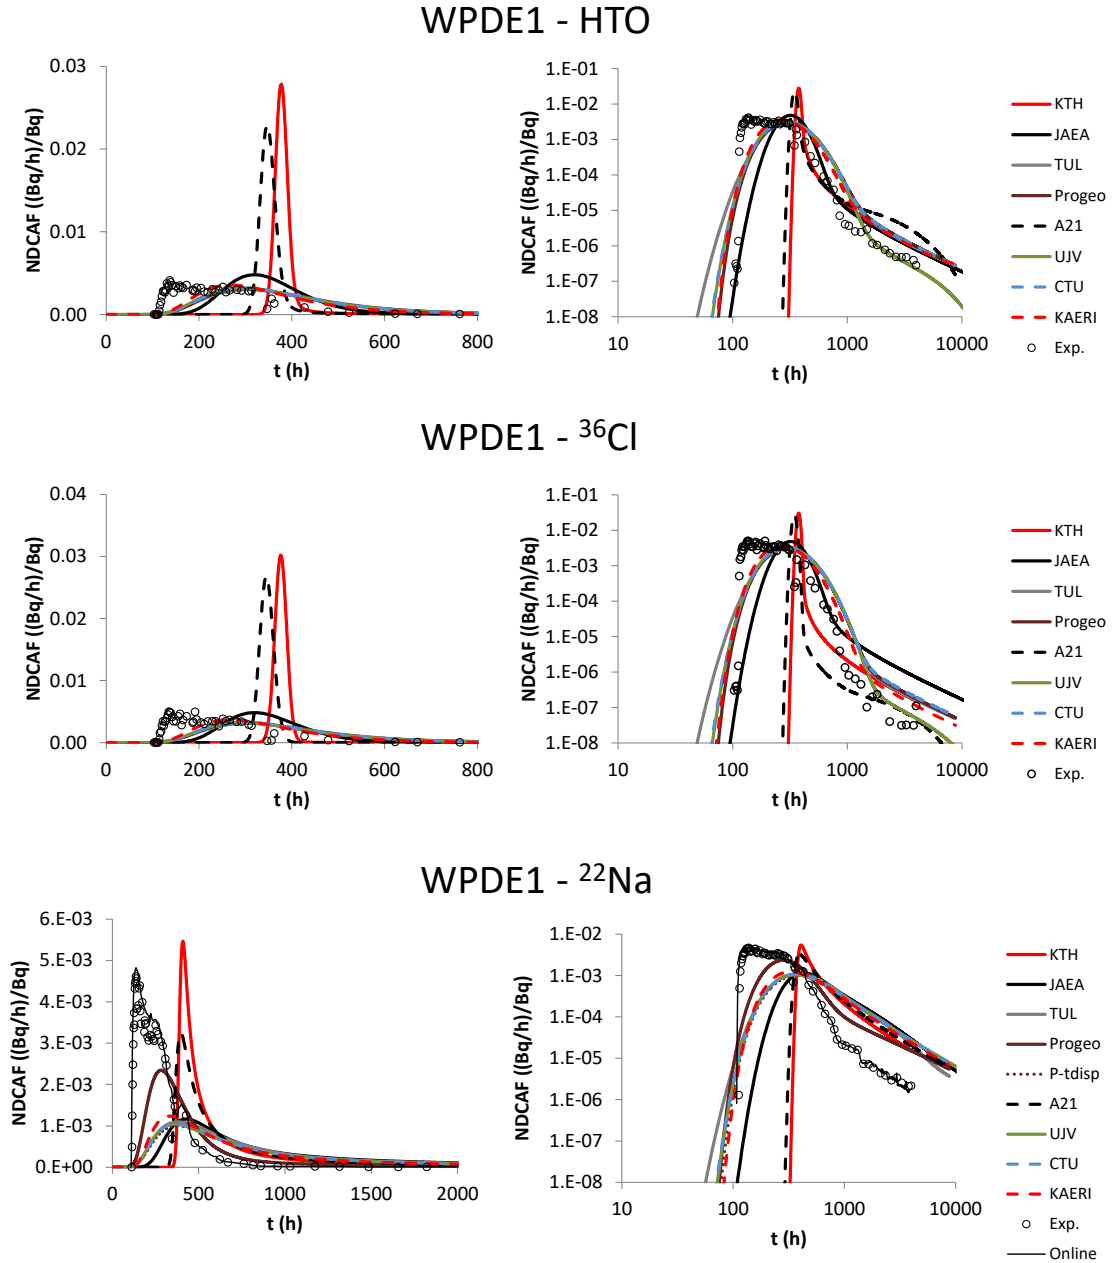 WPDE1 - HTO
NDCAF ((Bq/h)/Bq)
0.03
0.02
0.01
0.00
0 200 400 600 800
t (h)
NDCAF ((Bq/h)/Bq)
1.E-01
1.E-02
1.E-03
1.E-04
1.E-05
1.E-06
1.E-07
1.E-08
10 100 1000 10000
t (h)
KTH
JAEA
TUL
Progeo
A21
UJV
CTU
KAERI
Exp.
WPDE1 - ³⁶Cl
NDCAF ((Bq/h)/Bq)
0.04
0.03
0.02
0.01
0.00
0 200 400 600 800
t (h)
NDCAF ((Bq/h)/Bq)
1.E-01
1.E-02
1.E-03
1.E-04
1.E-05
1.E-06
1.E-07
1.E-08
10 100 1000 10000
t (h)
KTH
JAEA
TUL
Progeo
A21
UJV
CTU
KAERI
Exp.
WPDE1 - ²²Na
NDCAF ((Bq/h)/Bq)
6.E-03
5.E-03
4.E-03
3.E-03
2.E-03
1.E-03
0.E+00
0 500 1000 1500 2000
t (h)
NDCAF ((Bq/h)/Bq)
1.E-02
1.E-03
1.E-04
1.E-05
1.E-06
1.E-07
1.E-08
10 100 1000 10000
t (h)
KTH
JAEA
TUL
Progeo
P-tdisp
A21
UJV
CTU
KAERI
Exp.
Online